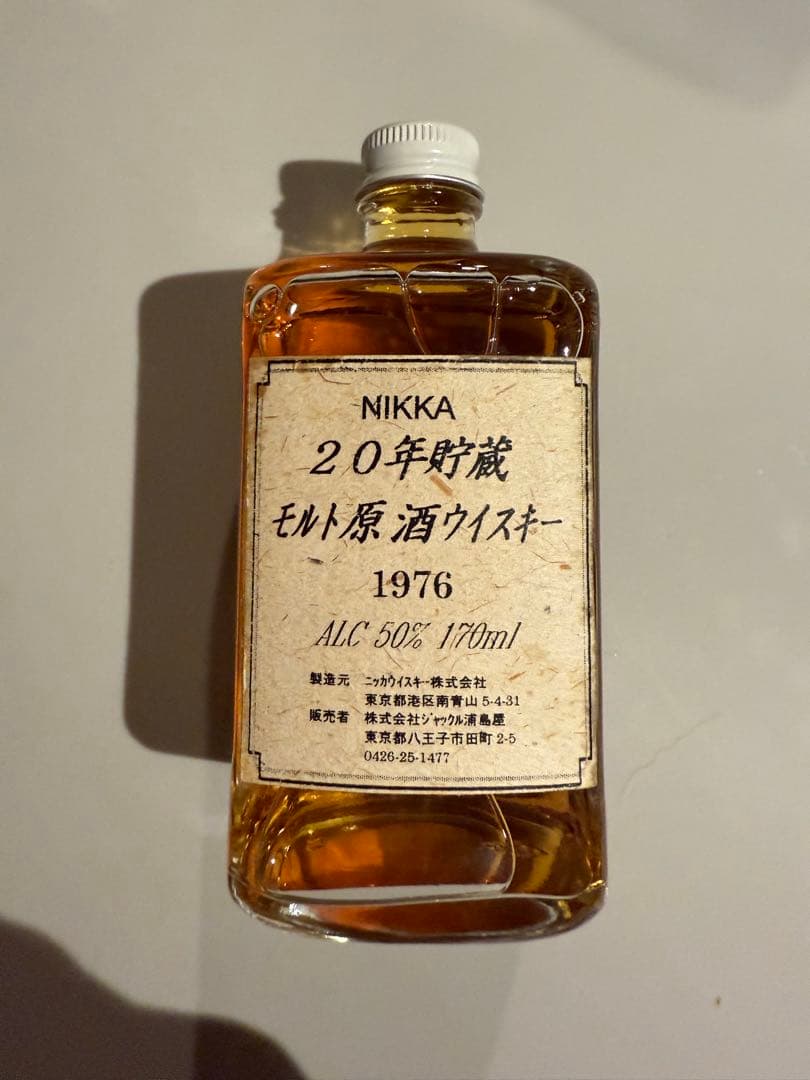 NIKKA
20年貯蔵
モルト原酒ウイスキー
1976
ALC 50% 170ml
製造元 ニッカウイスキー株式会社
東京都港区南青山 5-4-31
販売者 株式会社ジャックル浦島屋
東京都八王子市田町 2-5
0426-25-1477